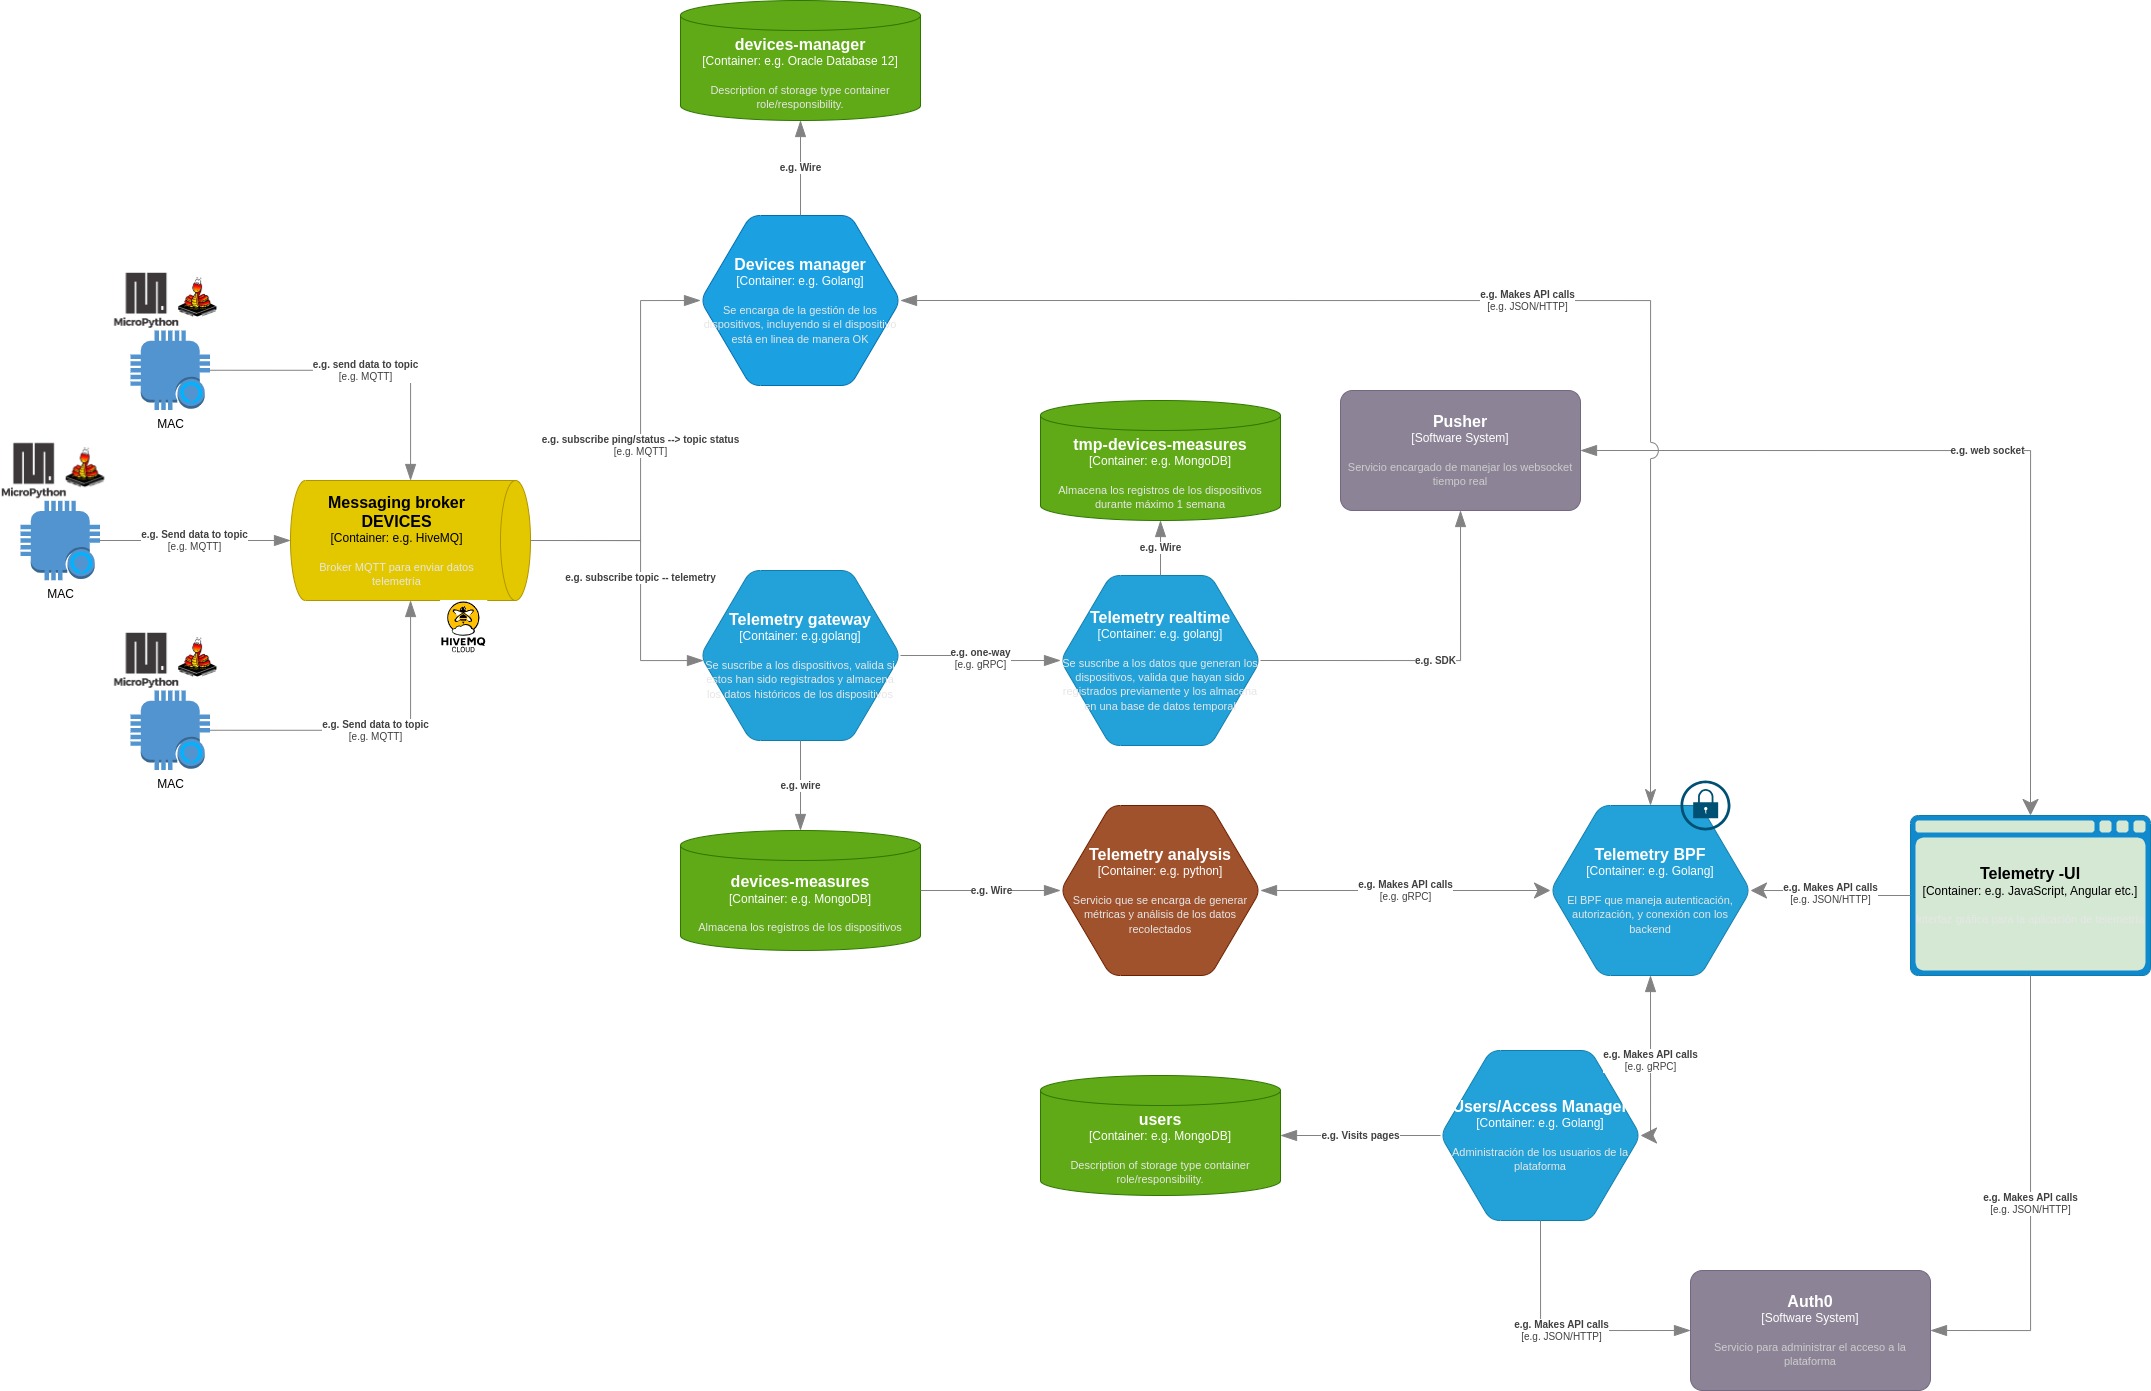 devices-manager
[Container: e.g. Oracle Database 12]
Description of storage type container
role/responsibility.
e.g. Wire
Devices manager
[Container: e.g. Golang]
Se encarga de la gestión de los
dispositivos, incluyendo si el dispositivo
está en linea de manera OK
e.g. Makes API calls
[e.g. JSON/HTTP]
MicroPython
e.g. send data to topic
[e.g. MQTT]
MAC
MicroPython
e.g. Send data to topic
[e.g. MQTT]
MAC
MicroPython
e.g. Send data to topic
[e.g. MQTT]
MAC
Messaging broker
DEVICES
[Container: e.g. HiveMQ]
Broker MQTT para enviar datos
telemetría
HIVEMQ
CLOUD
e.g. subscribe ping/status --> topic status
[e.g. MQTT]
e.g. subscribe topic -- telemetry
Telemetry gateway
[Container: e.g.golang]
Se suscribe a los dispositivos, valida si
estos han sido registrados y almacena
los datos históricos de los dispositivos
e.g. one-way
[e.g. gRPC]
tmp-devices-measures
[Container: e.g. MongoDB]
Almacena los registros de los dispositivos
durante máximo 1 semana
e.g. Wire
Telemetry realtime
[Container: e.g. golang]
Se suscribe a los datos que generan los
dispositivos, valida que hayan sido
registrados previamente y los almacena
en una base de datos temporal
e.g. SDK
Pusher
[Software System]
Servicio encargado de manejar los websocket
tiempo real
e.g. web socket
e.g. wire
devices-measures
[Container: e.g. MongoDB]
Almacena los registros de los dispositivos
e.g. Wire
Telemetry analysis
[Container: e.g. python]
Servicio que se encarga de generar
métricas y análisis de los datos
recolectados
e.g. Makes API calls
[e.g. gRPC]
Telemetry BPF
[Container: e.g. Golang]
El BPF que maneja autenticación,
autorización, y conexión con los
backend
e.g. Makes API calls
[e.g. JSON/HTTP]
Telemetry -UI
[Container: e.g. JavaScript, Angular etc.]
e.g. Makes API calls
[e.g. gRPC]
users
[Container: e.g. MongoDB]
Description of storage type container
role/responsibility.
e.g. Visits pages
Users/Access Manager
[Container: e.g. Golang]
Administración de los usuarios de la
plataforma
e.g. Makes API calls
[e.g. JSON/HTTP]
e.g. Makes API calls
[e.g. JSON/HTTP]
Auth0
[Software System]
Servicio para administrar el acceso a la
plataforma